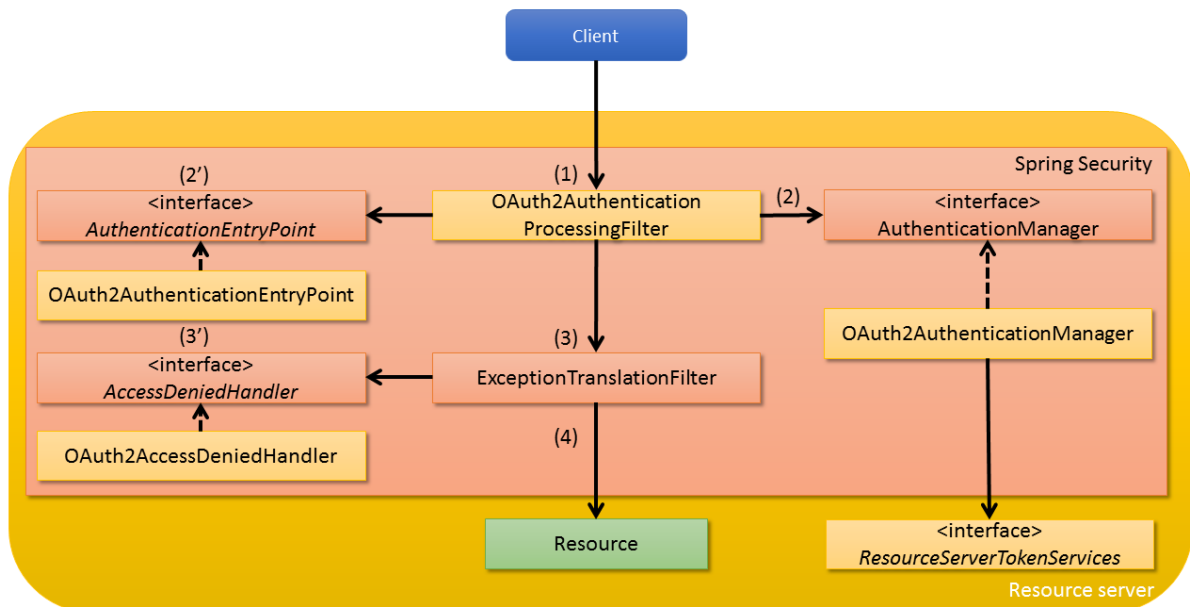 Client
Spring Security
(2’)
(1)
<interface>
AuthenticationEntryPoint
OAuth2Authentication
ProcessingFilter
(2)
<interface>
AuthenticationManager
OAuth2AuthenticationEntryPoint
OAuth2AuthenticationManager
(3’)
(3)
<interface>
AccessDeniedHandler
ExceptionTranslationFilter
(4)
OAuth2AccessDeniedHandler
Resource
<interface>
ResourceServerTokenServices
Resource server